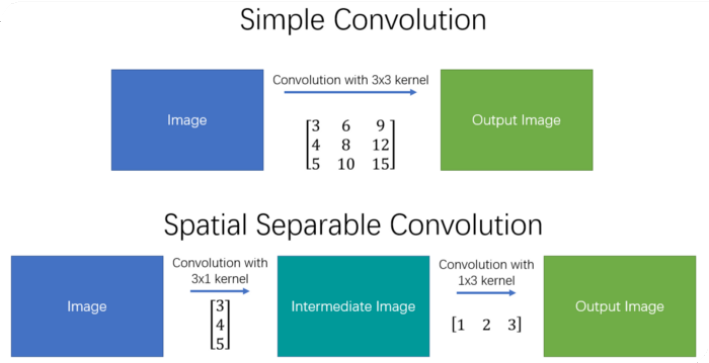 Simple Convolution
Image
Convolution with 3x3 kernel
3 6 9
4 8 12
5 10 15
Output Image
Spatial Separable Convolution
Image
Convolution with
3x1 kernel
3
4
5
Intermediate Image
Convolution with
1x3 kernel
[1 2 3]
Output Image